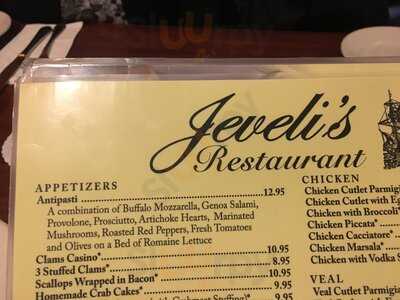 Jeveli's
Restaurant
APPETIZERS
Antipasti 12.95
A combination of Buffalo Mozzarella, Genoa Salami,
Provolone, Prosciutto, Artichoke Hearts, Marinated
Mushrooms, Roasted Red Peppers, Fresh Tomatoes
and Olives on a Bed of Romaine Lettuce
Clams Casino* 10.95
3 Stuffed Clams* 8.95
Scallops Wrapped in Bacon* 10.95
Homemade Crab Cakes* 9.95
CHICKEN
Chicken Cutlet Parmigi
Chicken Cutlet with Eg
Chicken with Broccoli*
Chicken Piccata*
Chicken Cacciatore*
Chicken Marsala*
Chicken with Vodka S
VEAL
Veal Cutlet Parmigian